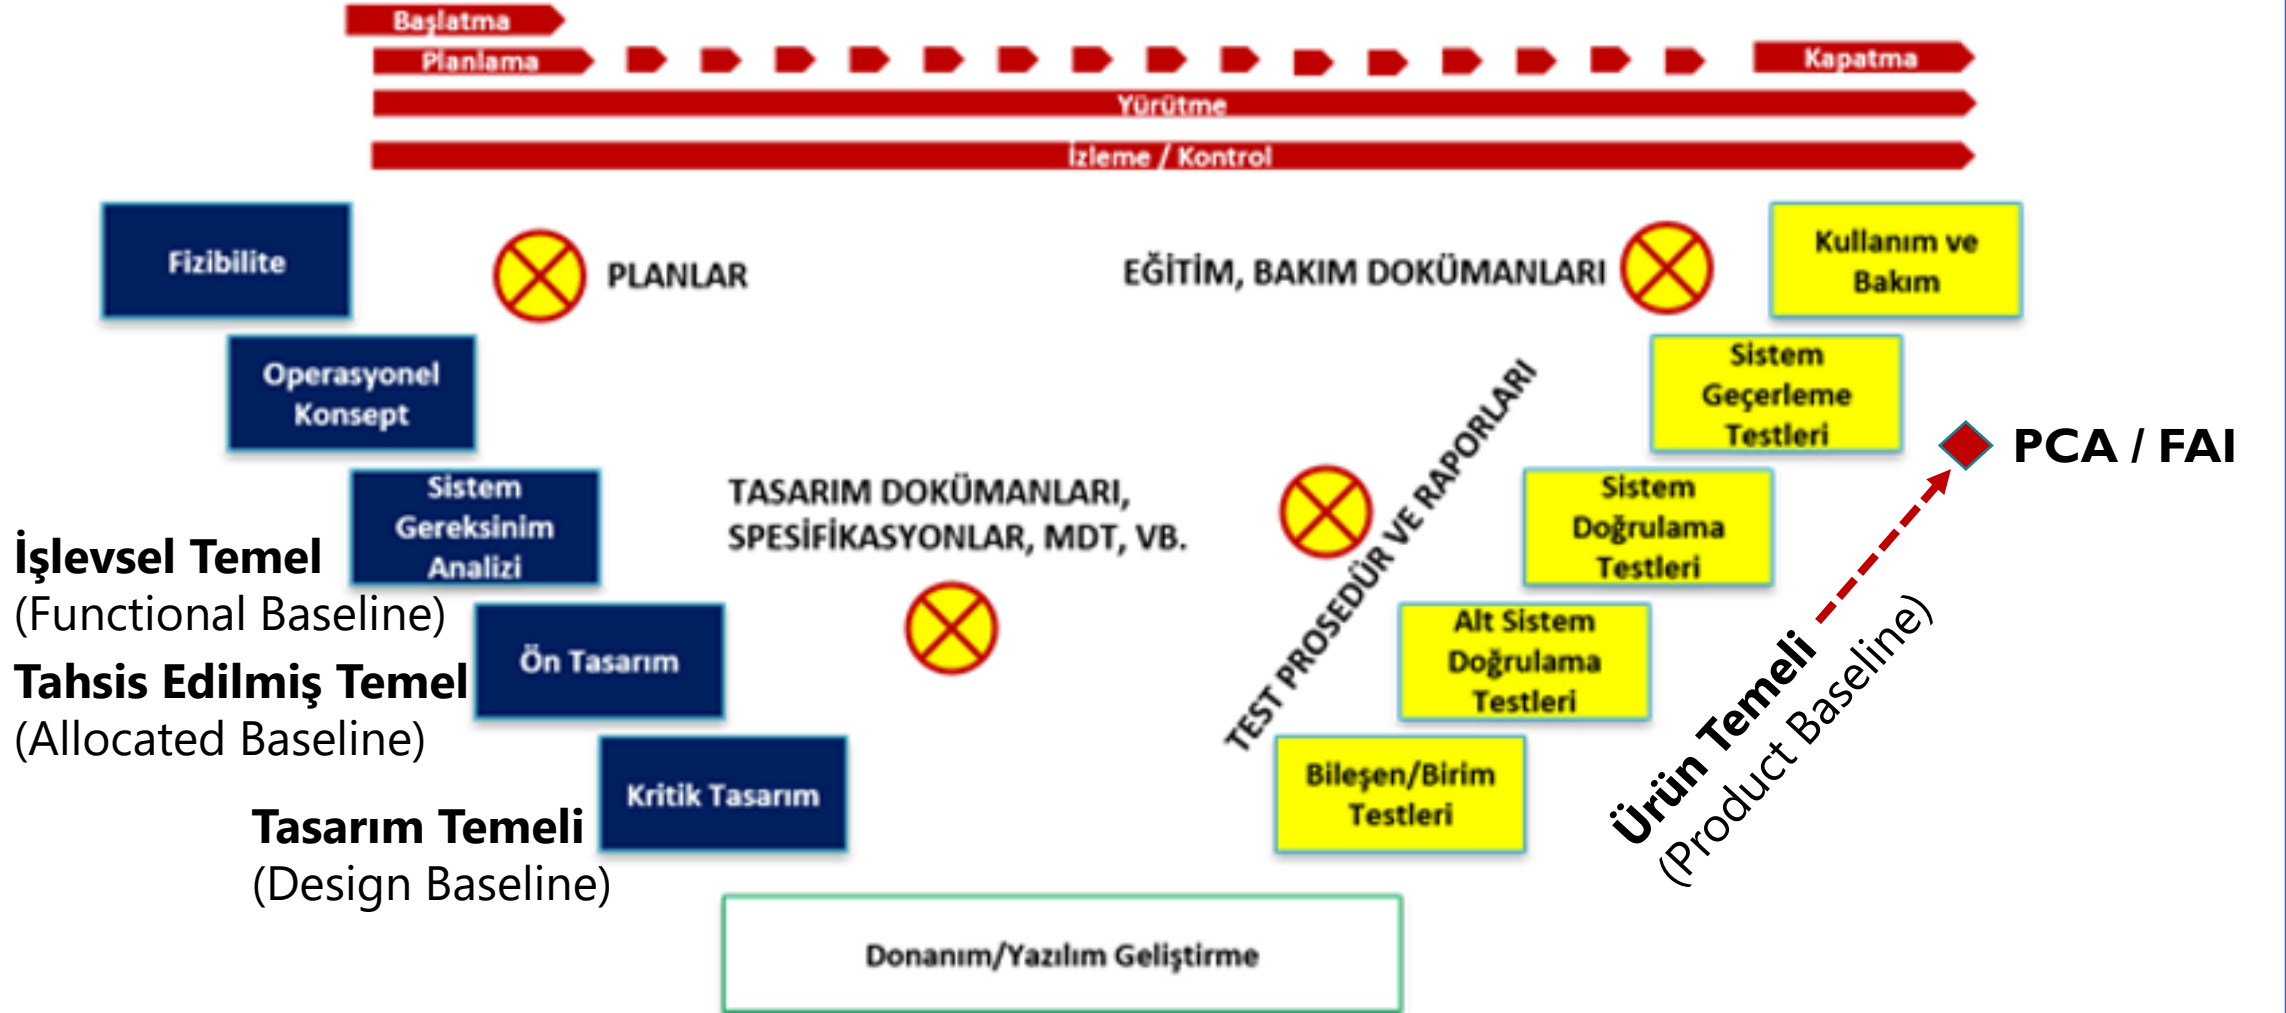 Başlatma
Planlama
Kapatma
Yürütme
İzleme / Kontrol
Fizibilite
PLANLAR
EĞİTİM, BAKIM DOKÜMANLARI
Kullanım ve
Bakım
Operasyonel
Konsept
Sistem
Geçerleme
Testleri
PCA / FAI
Sistem
Gereksinim
Analizi
TASARIM DOKÜMANLARI,
SPESİFİKASYONLAR, MDT, VB.
TEST PROSEDÜR VE RAPORLARI
Sistem
Doğrulama
Testleri
İşlevsel Temel
(Functional Baseline)
Ön Tasarım
Alt Sistem
Doğrulama
Testleri
Tahsis Edilmiş Temel
(Allocated Baseline)
Ürün Temeli
(Product Baseline)
Kritik Tasarım
Bileşen/Birim
Testleri
Tasarım Temeli
(Design Baseline)
Donanım/Yazılım Geliştirme